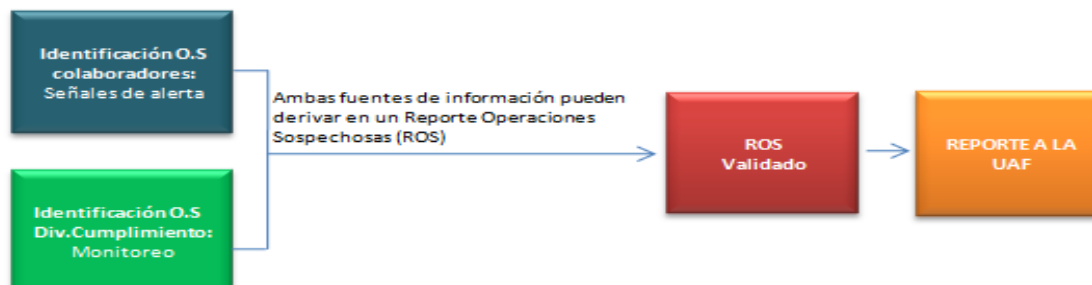 Identificación O.S
colaboradores:
Señales de alerta
Ambas fuentes de información pueden
derivar en un Reporte Operaciones
Sospechosas (ROS)
ROS
Validado
REPORTE A LA
UAF
Identificación O.S
Div.Cumplimiento:
Monitoreo